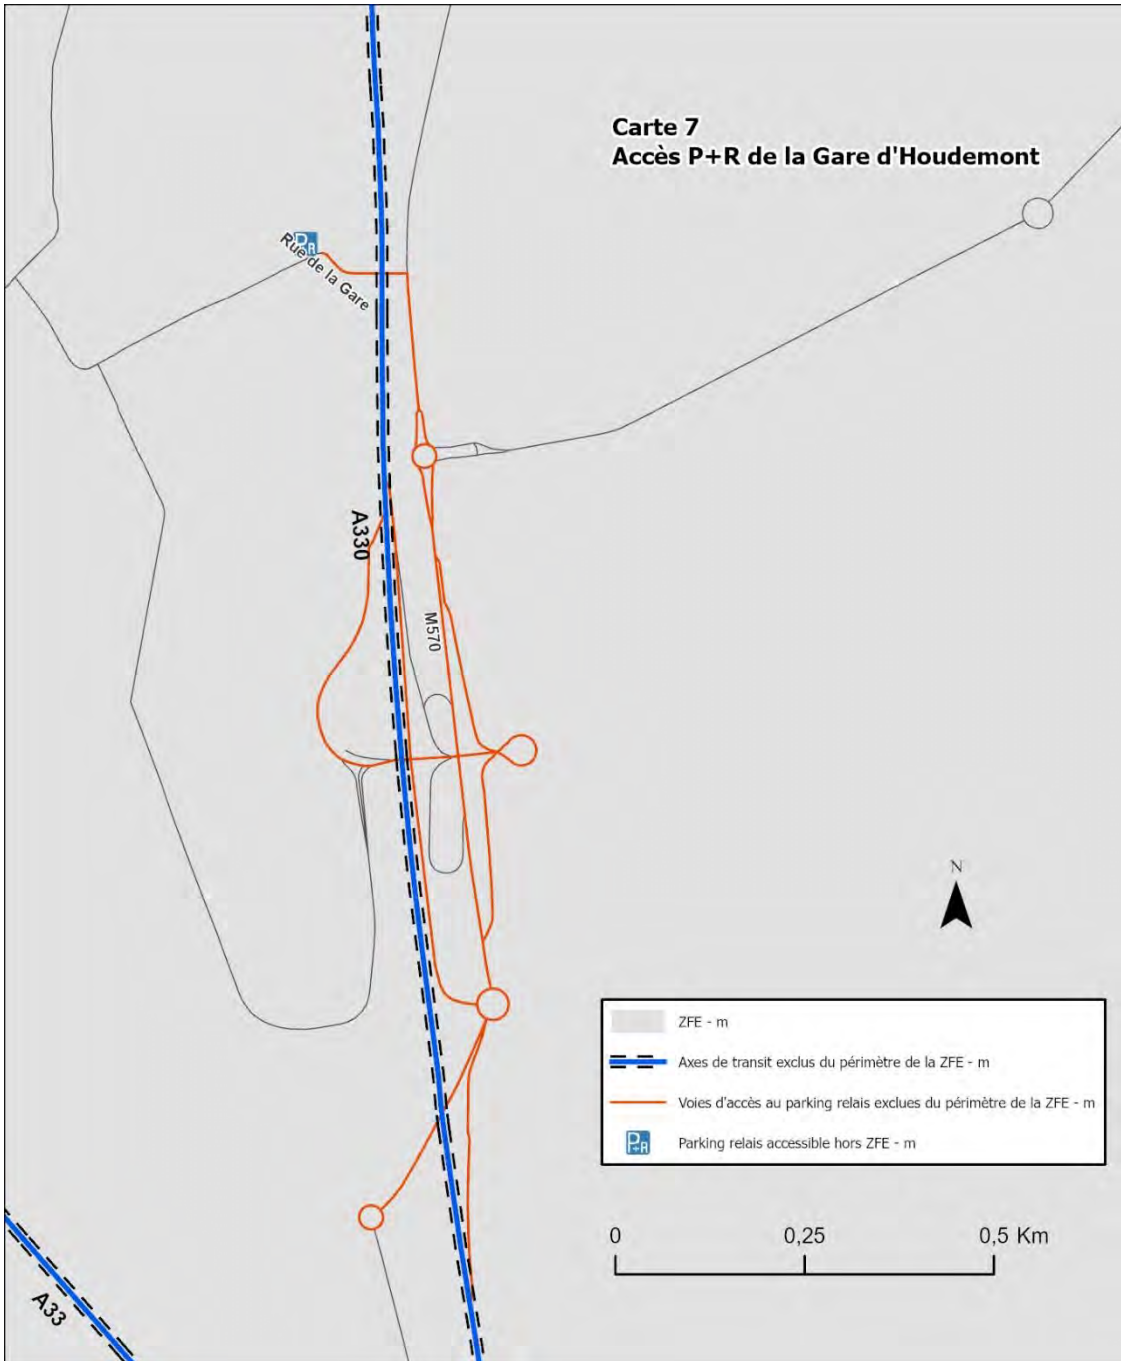 Carte 7
Accès P+R de la Gare d'Houdemont
P+R
Rue de la Gare
A330
M570
N
ZFE - m
Axes de transit exclus du périmètre de la ZFE - m
Voies d'accès au parking relais exclues du périmètre de la ZFE - m
P+R
Parking relais accessible hors ZFE - m
0
0,25
0,5 Km
A33